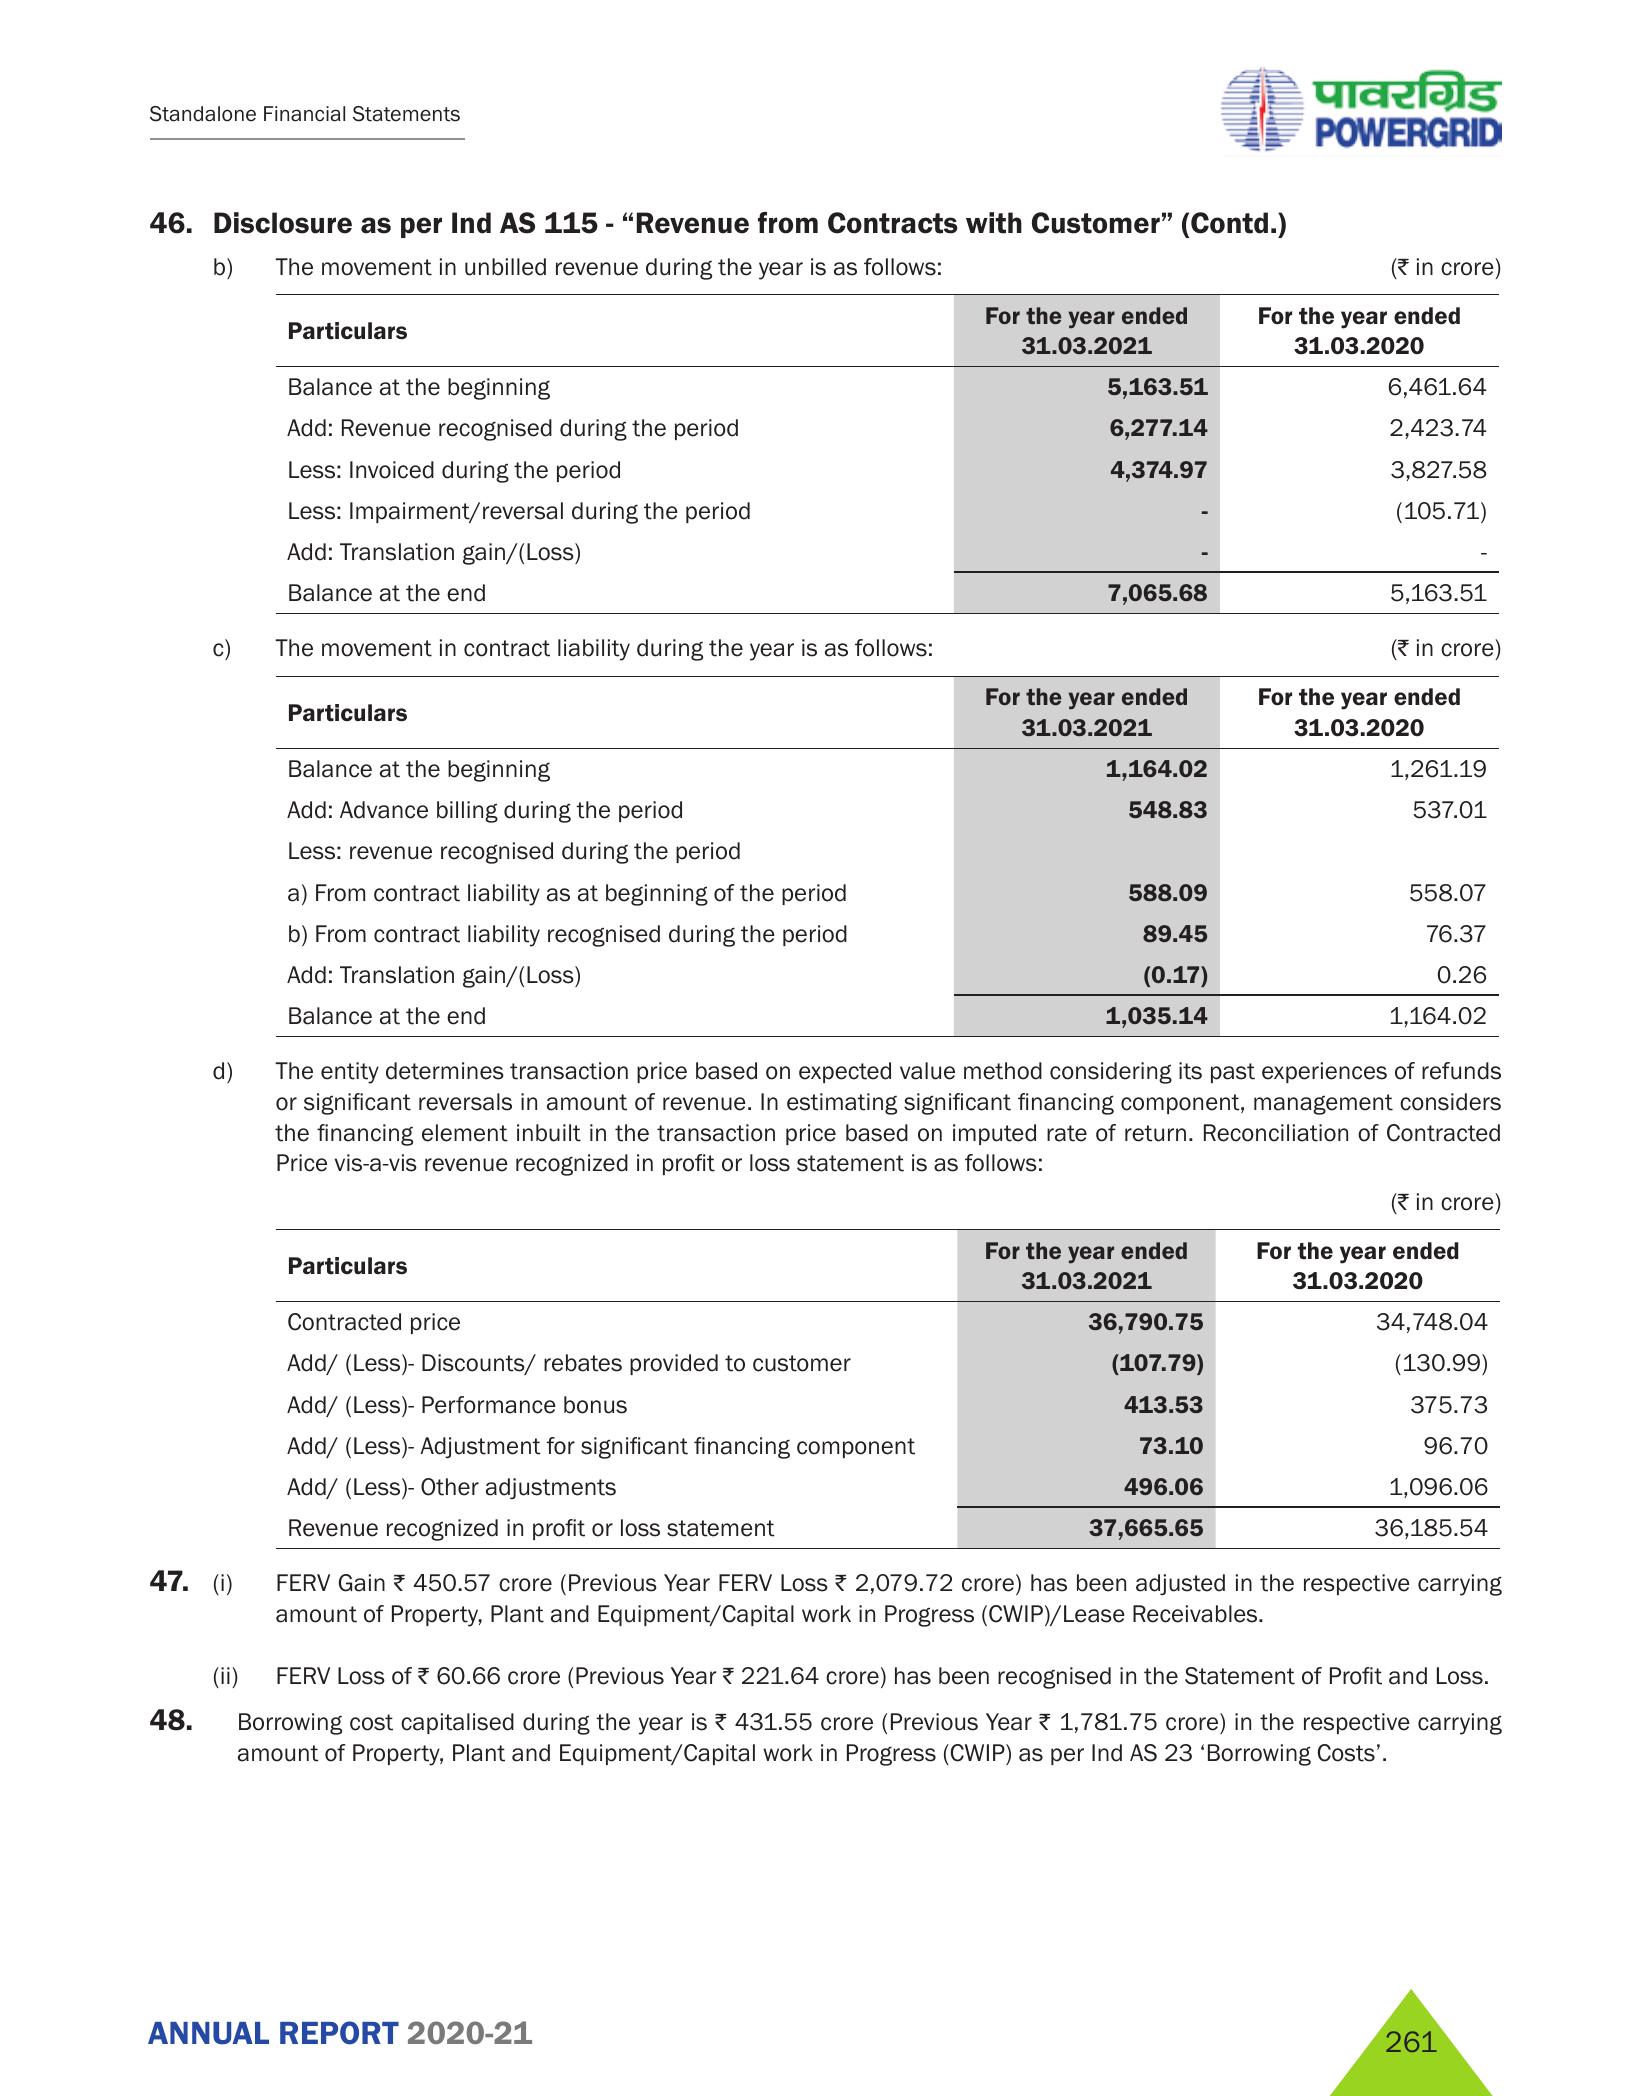 Standalone Financial Statements
पावरग्रिड
POWERGRID
46. Disclosure as per Ind AS 115 - “Revenue from Contracts with Customer” (Contd.)
b) The movement in unbilled revenue during the year is as follows: (₹ in crore)
Particulars For the year ended 31.03.2021 For the year ended 31.03.2020
Balance at the beginning 5,163.51 6,461.64
Add: Revenue recognised during the period 6,277.14 2,423.74
Less: Invoiced during the period 4,374.97 3,827.58
Less: Impairment/reversal during the period - (105.71)
Add: Translation gain/(Loss) - -
Balance at the end 7,065.68 5,163.51
c) The movement in contract liability during the year is as follows: (₹ in crore)
Particulars For the year ended 31.03.2021 For the year ended 31.03.2020
Balance at the beginning 1,164.02 1,261.19
Add: Advance billing during the period 548.83 537.01
Less: revenue recognised during the period
a) From contract liability as at beginning of the period 588.09 558.07
b) From contract liability recognised during the period 89.45 76.37
Add: Translation gain/(Loss) (0.17) 0.26
Balance at the end 1,035.14 1,164.02
d) The entity determines transaction price based on expected value method considering its past experiences of refunds
or significant reversals in amount of revenue. In estimating significant financing component, management considers
the financing element inbuilt in the transaction price based on imputed rate of return. Reconciliation of Contracted
Price vis-a-vis revenue recognized in profit or loss statement is as follows:
(₹ in crore)
Particulars For the year ended 31.03.2021 For the year ended 31.03.2020
Contracted price 36,790.75 34,748.04
Add/ (Less)- Discounts/ rebates provided to customer (107.79) (130.99)
Add/ (Less)- Performance bonus 413.53 375.73
Add/ (Less)- Adjustment for significant financing component 73.10 96.70
Add/ (Less)- Other adjustments 496.06 1,096.06
Revenue recognized in profit or loss statement 37,665.65 36,185.54
47. (i) FERV Gain ₹ 450.57 crore (Previous Year FERV Loss ₹ 2,079.72 crore) has been adjusted in the respective carrying
amount of Property, Plant and Equipment/Capital work in Progress (CWIP)/Lease Receivables.
(ii) FERV Loss of ₹ 60.66 crore (Previous Year ₹ 221.64 crore) has been recognised in the Statement of Profit and Loss.
48. Borrowing cost capitalised during the year is ₹ 431.55 crore (Previous Year ₹ 1,781.75 crore) in the respective carrying
amount of Property, Plant and Equipment/Capital work in Progress (CWIP) as per Ind AS 23 ‘Borrowing Costs’.
ANNUAL REPORT 2020-21
261